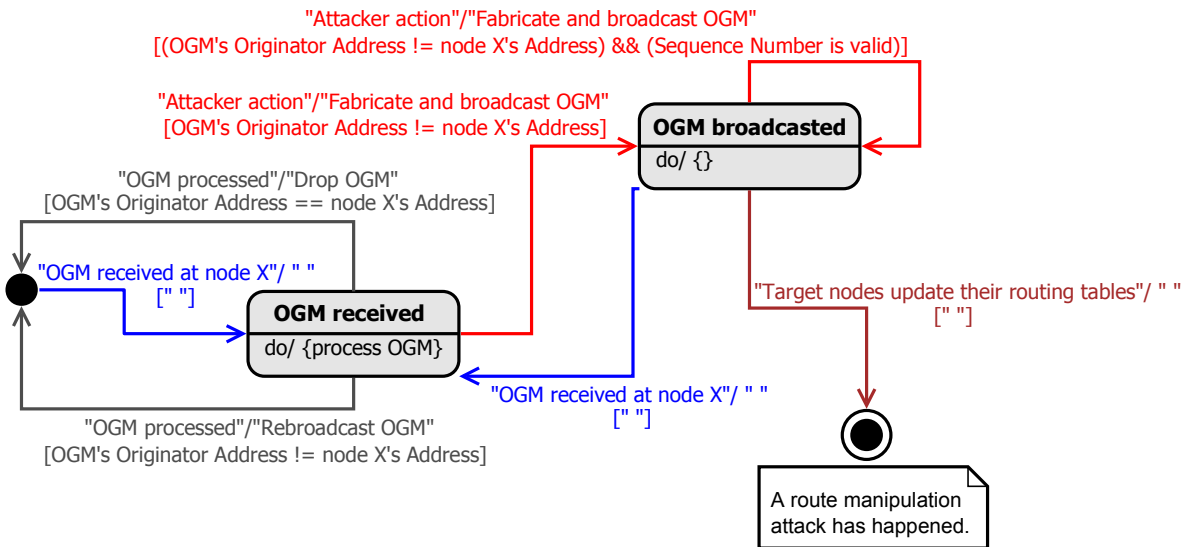 "Attacker action"/"Fabricate and broadcast OGM"
[(OGM's Originator Address != node X's Address) && (Sequence Number is valid)]
"Attacker action"/"Fabricate and broadcast OGM"
[OGM's Originator Address != node X's Address]
OGM broadcasted
do/ {}
"OGM processed"/"Drop OGM"
[OGM's Originator Address == node X's Address]
"OGM received at node X"/ " "
[" "]
OGM received
do/ {process OGM}
"Target nodes update their routing tables"/ " "
[" "]
"OGM received at node X"/ " "
[" "]
"OGM processed"/"Rebroadcast OGM"
[OGM's Originator Address != node X's Address]
A route manipulation
attack has happened.